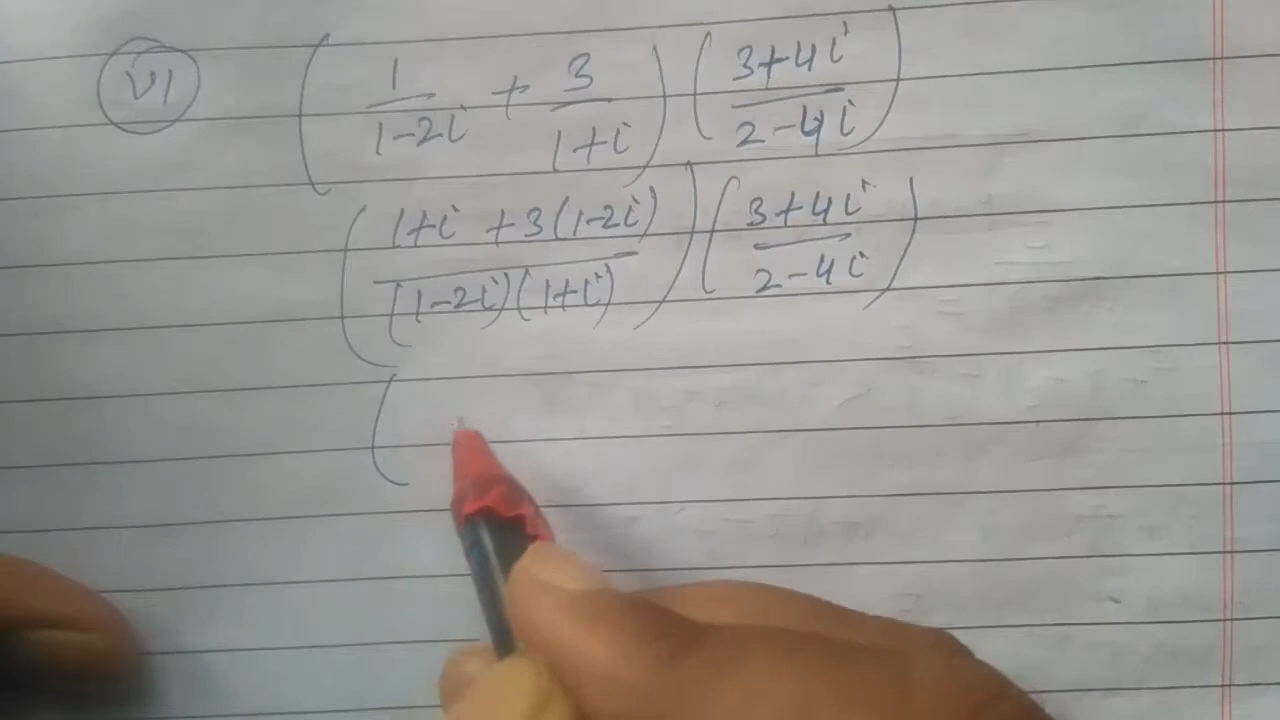 (VI) (1/(1-2i) + 3/(1+i)) ((3+4i)/(2-4i))
((1+i +3(1-2i))/((1-2i)(1+i))) ((3+4i)/(2-4i))
(